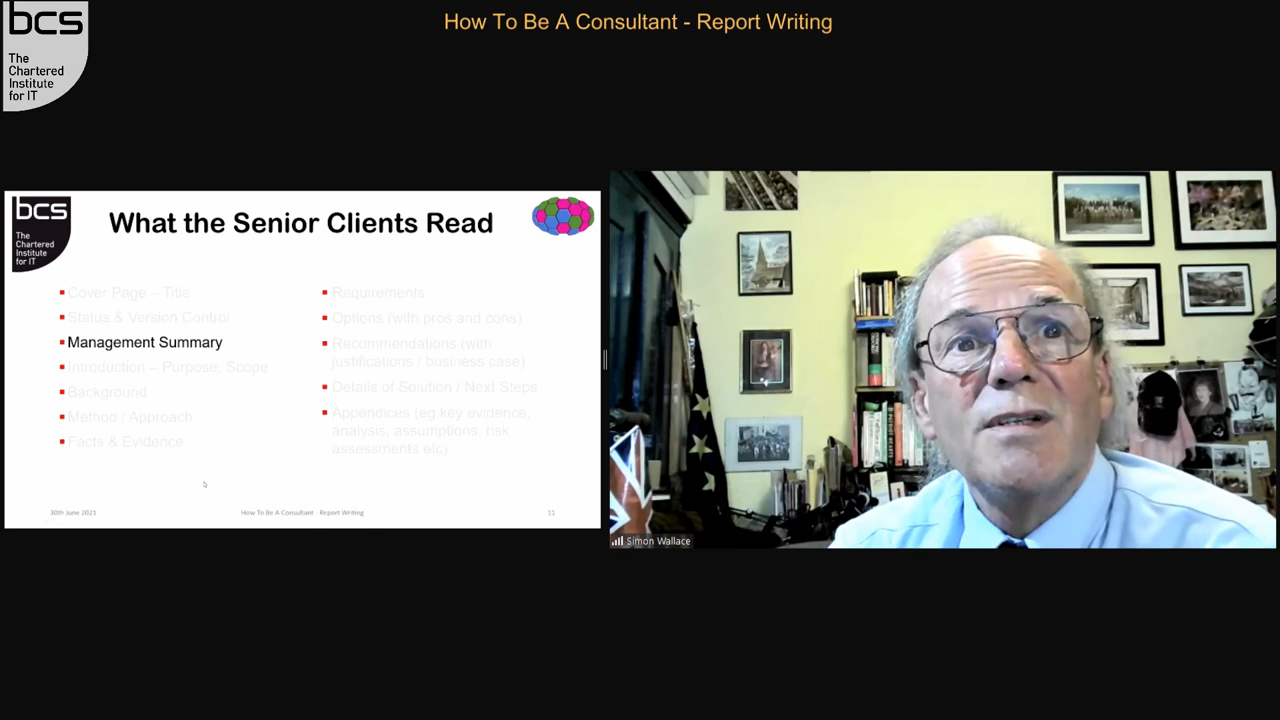 bcs
The
Chartered
Institute
for IT
How To Be A Consultant - Report Writing
bcs
The
Chartered
Institute
for IT
What the Senior Clients Read
Cover Page – Title
Status & Version Control
Management Summary
Introduction – Purpose, Scope
Background
Method / Approach
Facts & Evidence
Requirements
Options (with pros and cons)
Recommendations (with
justifications / business case)
Details of Solution / Next Steps
Appendices (eg key evidence,
analysis, assumptions, risk
assessments etc)
30th June 2021
How To Be A Consultant - Report Writing
11
Simon Wallace